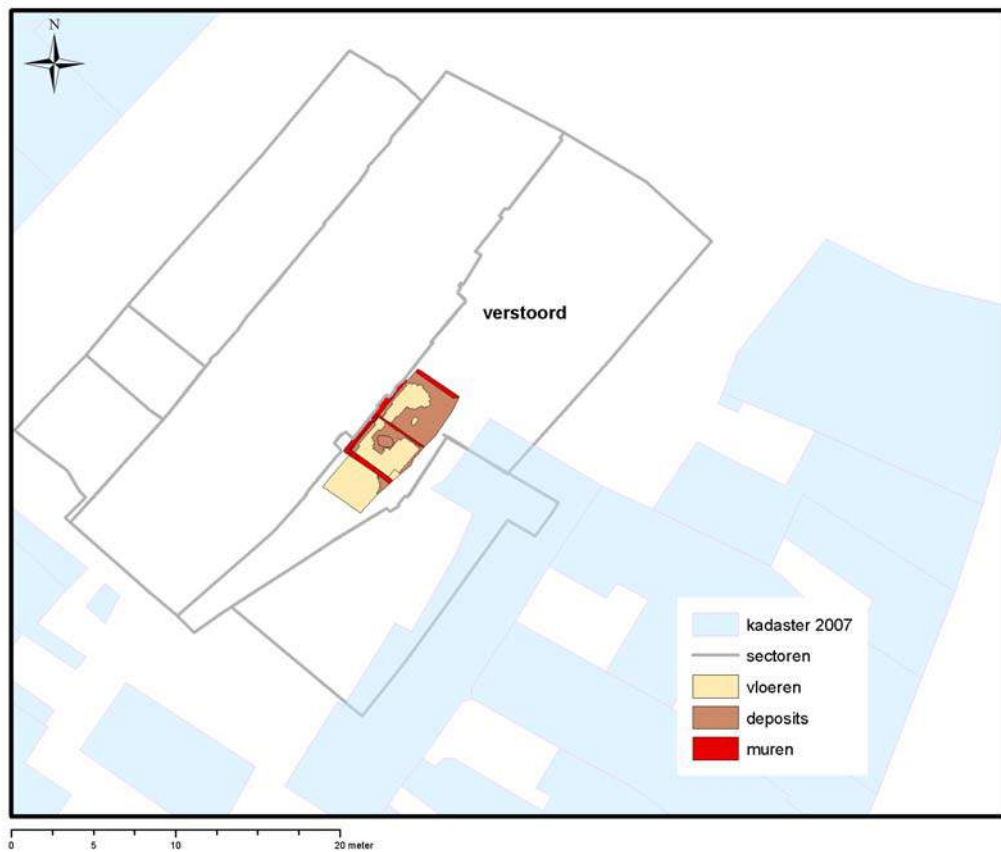 N
verstoord
kadaster 2007
sectoren
vloeren
deposits
muren
0 5 10 20 meter